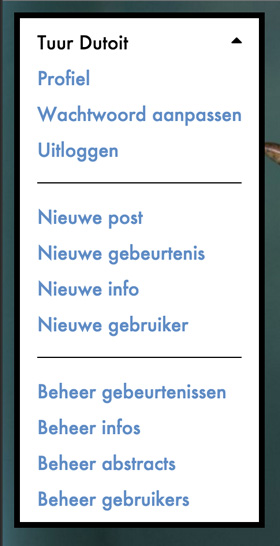 Tuur Dutoit
Profiel
Wachtwoord aanpassen
Uitloggen
Nieuwe post
Nieuwe gebeurtenis
Nieuwe info
Nieuwe gebruiker
Beheer gebeurtenissen
Beheer infos
Beheer abstracts
Beheer gebruikers